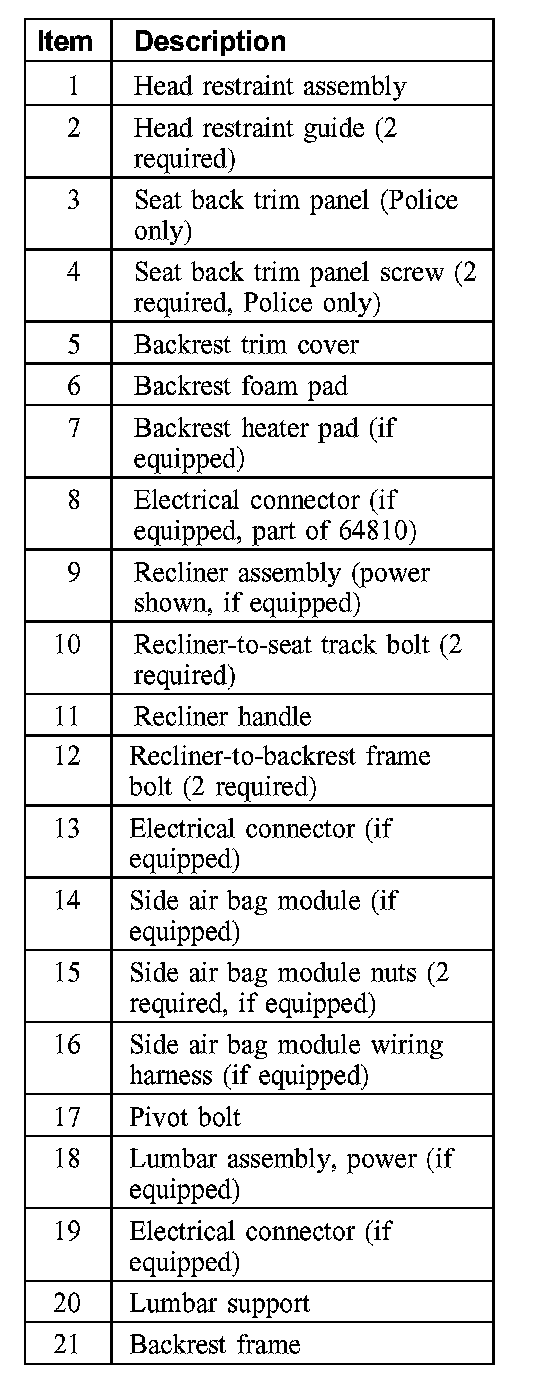 Item Description
1 Head restraint assembly
2 Head restraint guide (2
required)
3 Seat back trim panel (Police
only)
4 Seat back trim panel screw (2
required, Police only)
5 Backrest trim cover
6 Backrest foam pad
7 Backrest heater pad (if
equipped)
8 Electrical connector (if
equipped, part of 64810)
9 Recliner assembly (power
shown, if equipped)
10 Recliner-to-seat track bolt (2
required)
11 Recliner handle
12 Recliner-to-backrest frame
bolt (2 required)
13 Electrical connector (if
equipped)
14 Side air bag module (if
equipped)
15 Side air bag module nuts (2
required, if equipped)
16 Side air bag module wiring
harness (if equipped)
17 Pivot bolt
18 Lumbar assembly, power (if
equipped)
19 Electrical connector (if
equipped)
20 Lumbar support
21 Backrest frame